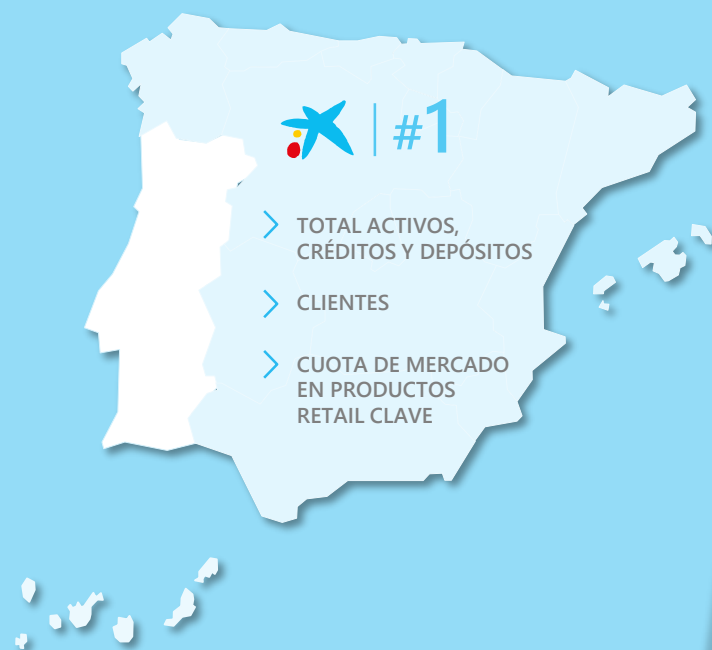 #1
TOTAL ACTIVOS,
CRÉDITOS Y DEPÓSITOS
CLIENTES
CUOTA DE MERCADO
EN PRODUCTOS
RETAIL CLAVE